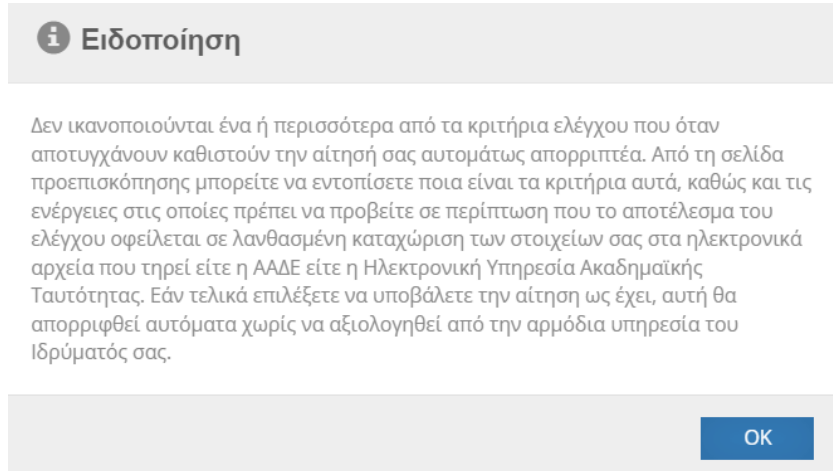 Ειδοποίηση
Δεν ικανοποιούνται ένα ή περισσότερα από τα κριτήρια ελέγχου που όταν
αποτυγχάνουν καθιστούν την αίτησή σας αυτομάτως απορριπτέα. Από τη σελίδα
προεπισκόπησης μπορείτε να εντοπίσετε ποια είναι τα κριτήρια αυτά, καθώς και τις
ενέργειες στις οποίες πρέπει να προβείτε σε περίπτωση που το αποτέλεσμα του
ελέγχου οφείλεται σε λανθασμένη καταχώριση των στοιχείων σας στα ηλεκτρονικά
αρχεία που τηρεί είτε η ΑΑΔΕ είτε η Ηλεκτρονική Υπηρεσία Ακαδημαϊκής
Ταυτότητας. Εάν τελικά επιλέξετε να υποβάλετε την αίτηση ως έχει, αυτή θα
απορριφθεί αυτόματα χωρίς να αξιολογηθεί από την αρμόδια υπηρεσία του
Ιδρύματός σας.
OK